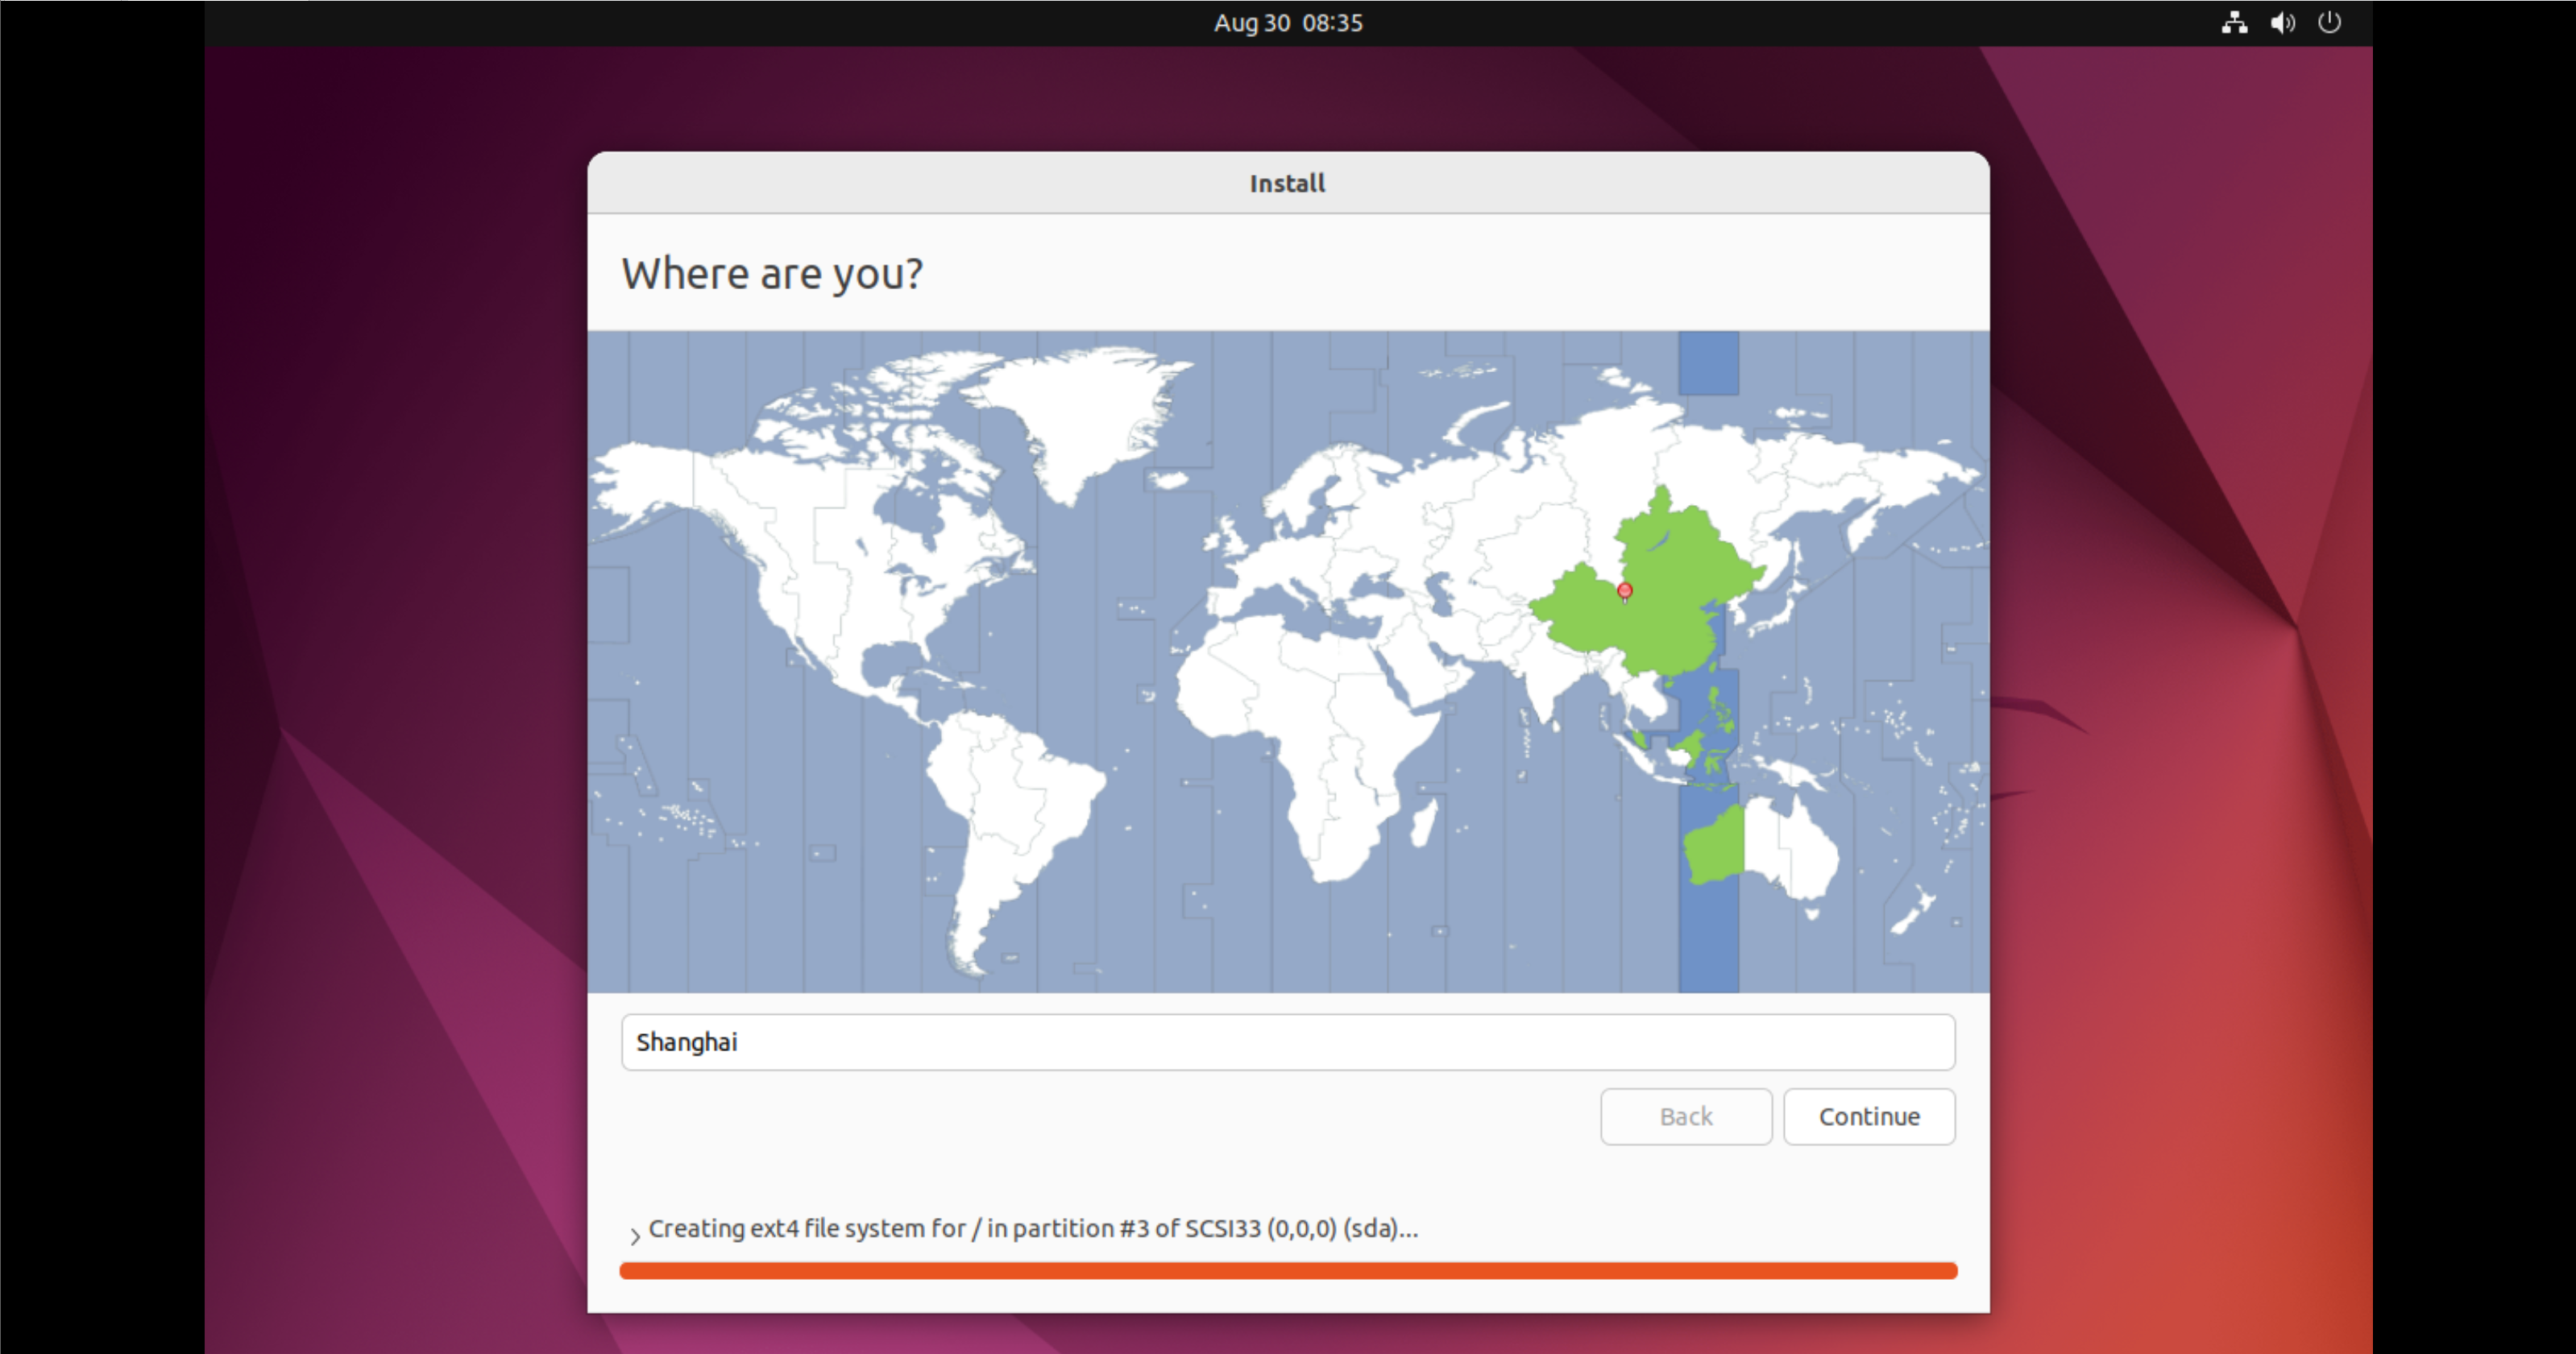 Aug 30 08:35
Install
Where are you?
Shanghai
Back
Continue
Creating ext4 file system for / in partition #3 of SCSI33 (0,0,0) (sda)...